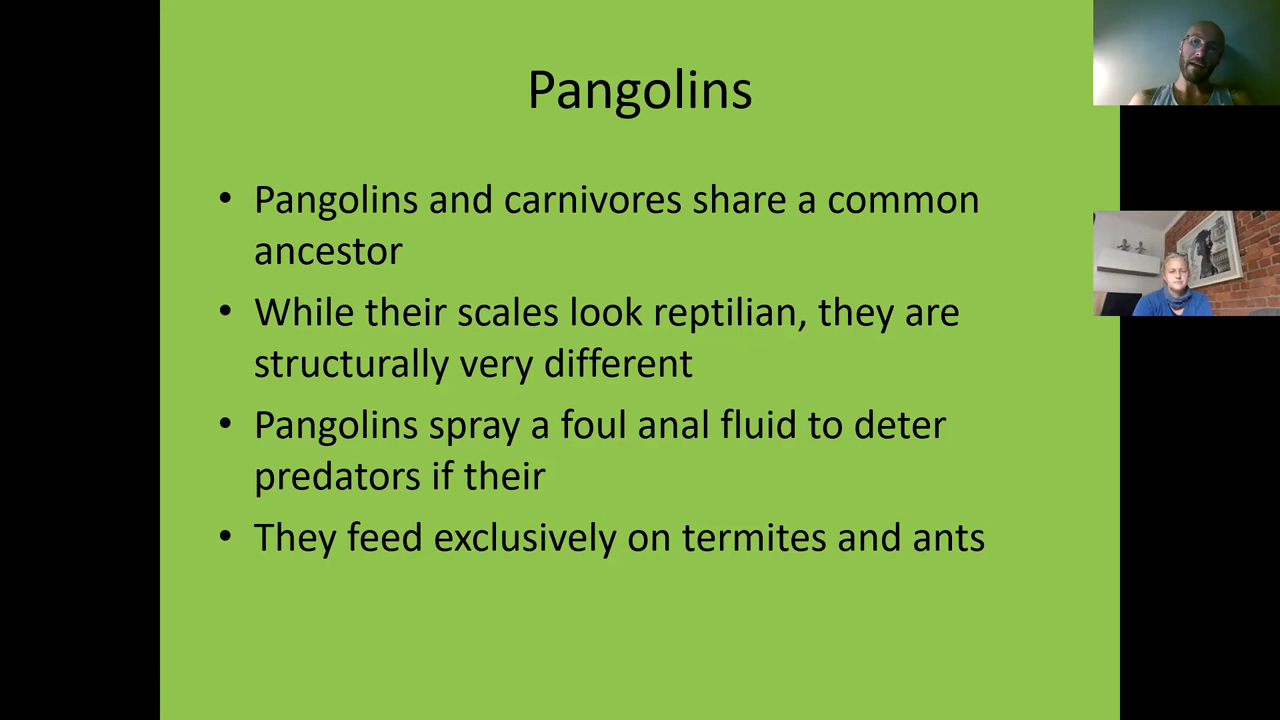 Pangolins
• Pangolins and carnivores share a common
ancestor
• While their scales look reptilian, they are
structurally very different
• Pangolins spray a foul anal fluid to deter
predators if their
• They feed exclusively on termites and ants